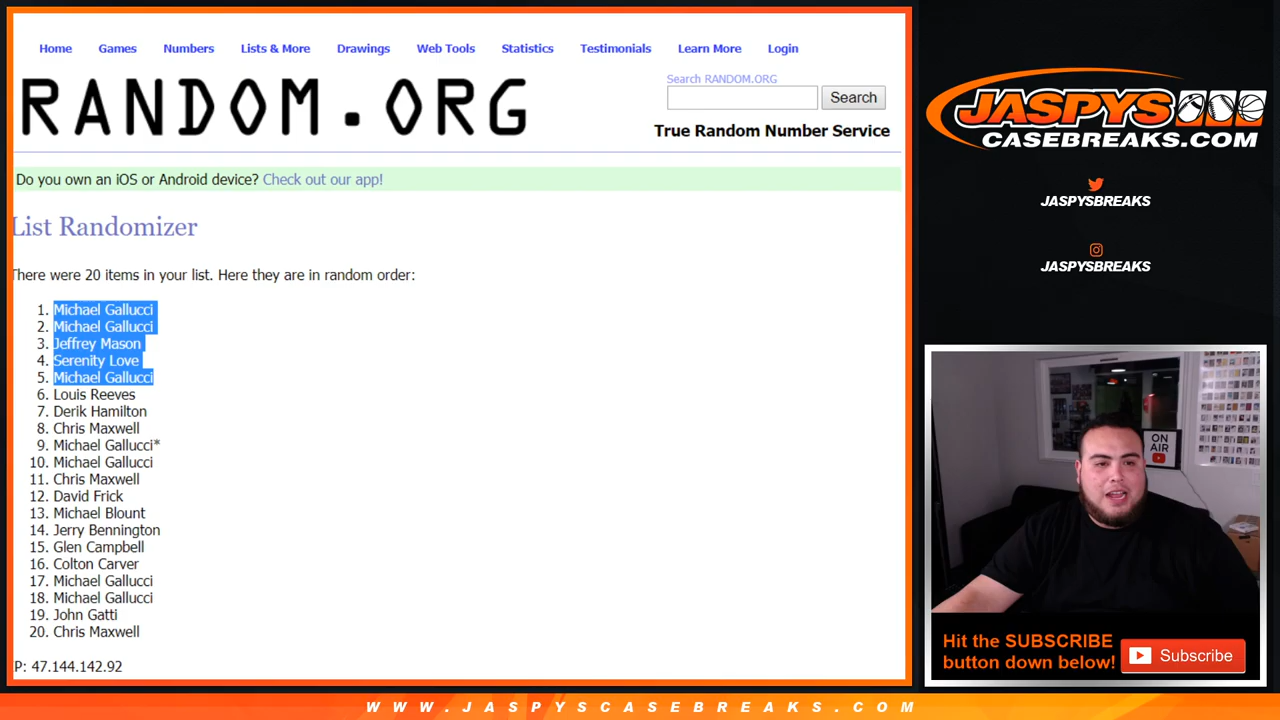 Home Games Numbers Lists & More Drawings Web Tools Statistics Testimonials Learn More Login
RANDOM.ORG
Search RANDOM.ORG
Search
True Random Number Service
Do you own an iOS or Android device? Check out our app!
List Randomizer
There were 20 items in your list. Here they are in random order:
1. Michael Gallucci
2. Michael Gallucci
3. Jeffrey Mason
4. Serenity Love
5. Michael Gallucci
6. Louis Reeves
7. Derik Hamilton
8. Chris Maxwell
9. Michael Gallucci*
10. Michael Gallucci
11. Chris Maxwell
12. David Frick
13. Michael Blount
14. Jerry Bennington
15. Glen Campbell
16. Colton Carver
17. Michael Gallucci
18. Michael Gallucci
19. John Gatti
20. Chris Maxwell
P: 47.144.142.92
JASPYS
CASEBREAKS.COM
JASPYSBREAKS
JASPYSBREAKS
ON
AIR
Hit the SUBSCRIBE
button down below!
Subscribe
WWW.JASPYSCASEBREAKS.COM